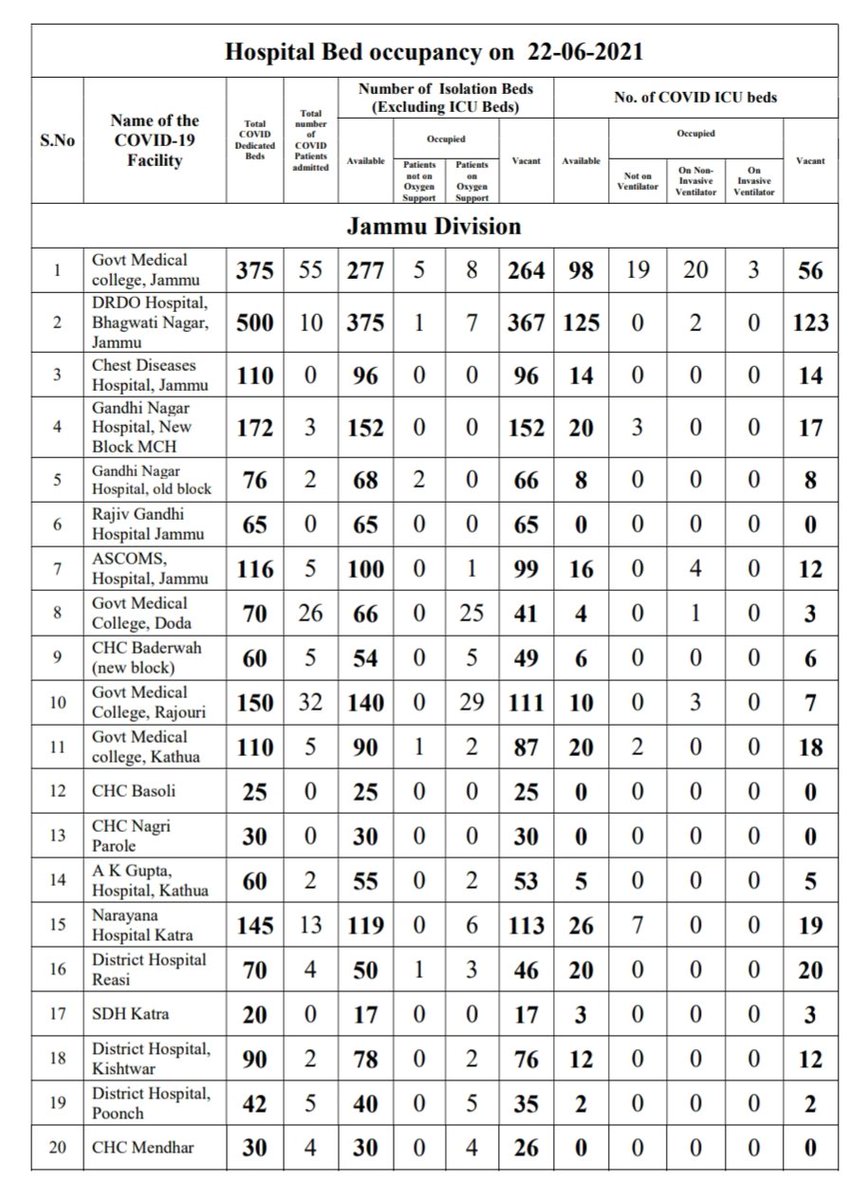 Hospital Bed occupancy on 22-06-2021
S.No
Name of the
COVID-19
Facility
Total
COVID
Dedicated
Beds
Total
number
of
COVID
Patients
admitted
Number of Isolation Beds
(Excluding ICU Beds)
Available
Occupied
Patients
not on
Oxygen
Support
Patients
on
Oxygen
Support
Vacant
No. of COVID ICU beds
Available
Occupied
Not on
Ventilator
On Non-
Invasive
Ventilator
On
Invasive
Ventilator
Vacant
Jammu Division
1 Govt Medical
college, Jammu 375 55 277 5 8 264 98 19 20 3 56
2 DRDO Hospital,
Bhagwati Nagar,
Jammu 500 10 375 1 7 367 125 0 2 0 123
3 Chest Diseases
Hospital, Jammu 110 0 96 0 0 96 14 0 0 0 14
4 Gandhi Nagar
Hospital, New
Block MCH 172 3 152 0 0 152 20 3 0 0 17
5 Gandhi Nagar
Hospital, old block 76 2 68 2 0 66 8 0 0 0 8
6 Rajiv Gandhi
Hospital Jammu 65 0 65 0 0 65 0 0 0 0 0
7 ASCOMS,
Hospital, Jammu 116 5 100 0 1 99 16 0 4 0 12
8 Govt Medical
College, Doda 70 26 66 0 25 41 4 0 1 0 3
9 CHC Baderwah
(new block) 60 5 54 0 5 49 6 0 0 0 6
10 Govt Medical
College, Rajouri 150 32 140 0 29 111 10 0 3 0 7
11 Govt Medical
college, Kathua 110 5 90 1 2 87 20 2 0 0 18
12 CHC Basoli 25 0 25 0 0 25 0 0 0 0 0
13 CHC Nagri
Parole 30 0 30 0 0 30 0 0 0 0 0
14 A K Gupta,
Hospital, Kathua 60 2 55 0 2 53 5 0 0 0 5
15 Narayana
Hospital Katra 145 13 119 0 6 113 26 7 0 0 19
16 District Hospital
Reasi 70 4 50 1 3 46 20 0 0 0 20
17 SDH Katra 20 0 17 0 0 17 3 0 0 0 3
18 District Hospital,
Kishtwar 90 2 78 0 2 76 12 0 0 0 12
19 District Hospital,
Poonch 42 5 40 0 5 35 2 0 0 0 2
20 CHC Mendhar 30 4 30 0 4 26 0 0 0 0 0